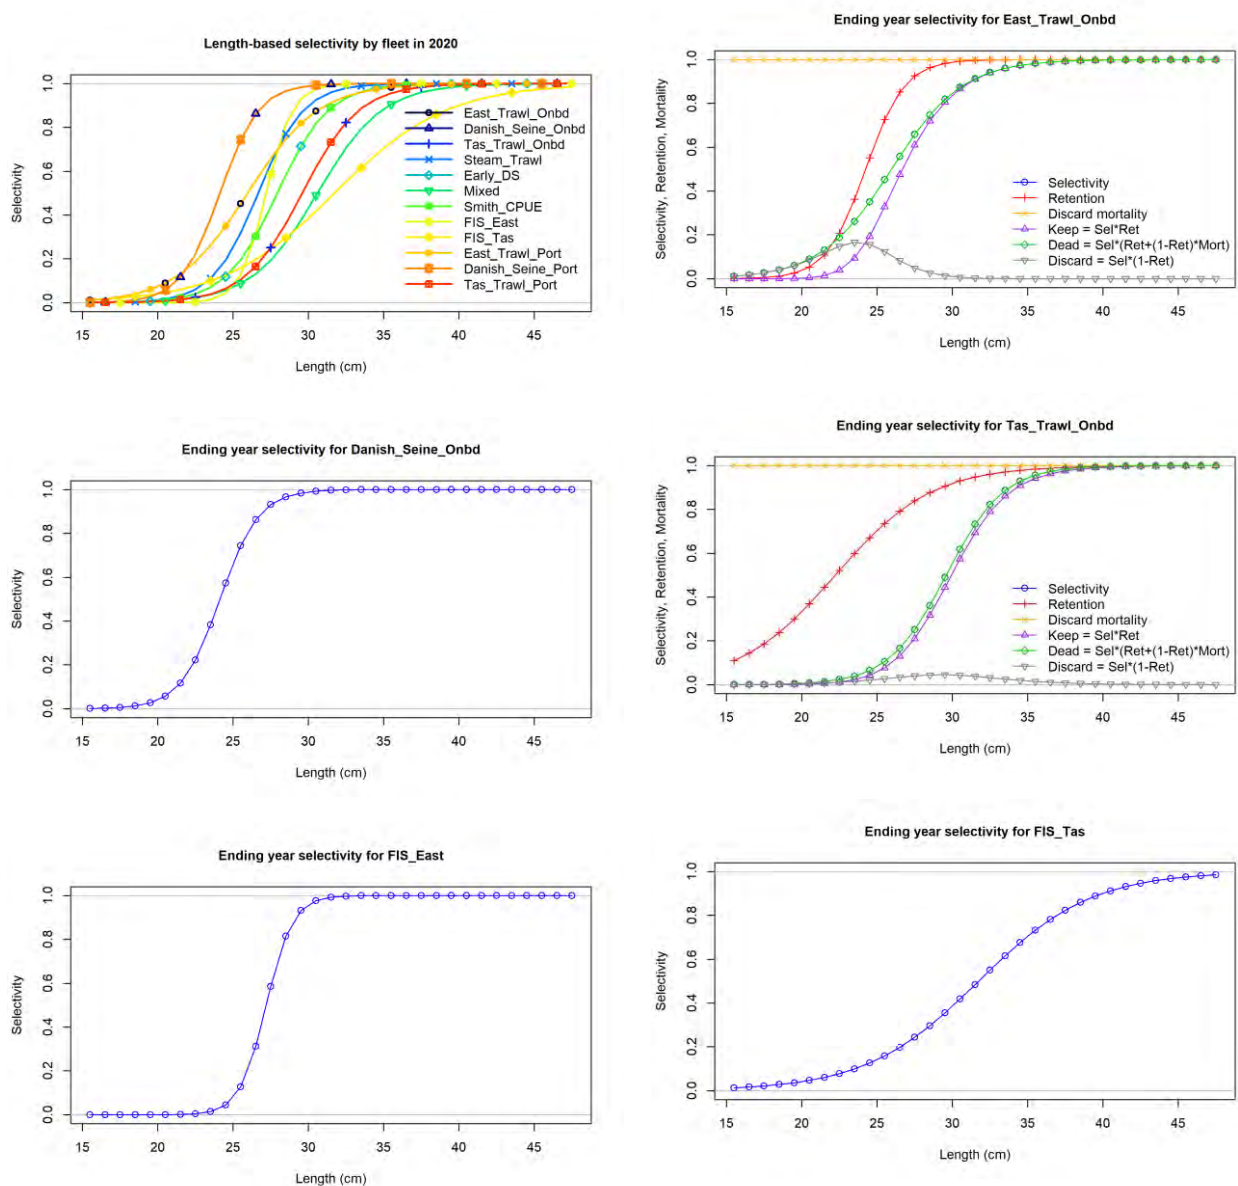 Length-based selectivity by fleet in 2020
Selectivity
1.0
0.8
0.6
0.4
0.2
0.0
East_Trawl_Onbd
Danish_Seine_Onbd
Tas_Trawl_Onbd
Steam_Trawl
Early_DS
Mixed
Smith_CPUE
FIS_East
FIS_Tas
East_Trawl_Port
Danish_Seine_Port
Tas_Trawl_Port
15 20 25 30 35 40 45
Length (cm)
Ending year selectivity for East_Trawl_Onbd
Selectivity, Retention, Mortality
1.0
0.8
0.6
0.4
0.2
0.0
Selectivity
Retention
Discard mortality
Keep = Sel*Ret
Dead = Sel*(Ret+(1-Ret)*Mort)
Discard = Sel*(1-Ret)
15 20 25 30 35 40 45
Length (cm)
Ending year selectivity for Danish_Seine_Onbd
Selectivity
1.0
0.8
0.6
0.4
0.2
0.0
15 20 25 30 35 40 45
Length (cm)
Ending year selectivity for Tas_Trawl_Onbd
Selectivity, Retention, Mortality
1.0
0.8
0.6
0.4
0.2
0.0
Selectivity
Retention
Discard mortality
Keep = Sel*Ret
Dead = Sel*(Ret+(1-Ret)*Mort)
Discard = Sel*(1-Ret)
15 20 25 30 35 40 45
Length (cm)
Ending year selectivity for FIS_East
Selectivity
1.0
0.8
0.6
0.4
0.2
0.0
15 20 25 30 35 40 45
Length (cm)
Ending year selectivity for FIS_Tas
Selectivity
1.0
0.8
0.6
0.4
0.2
0.0
15 20 25 30 35 40 45
Length (cm)